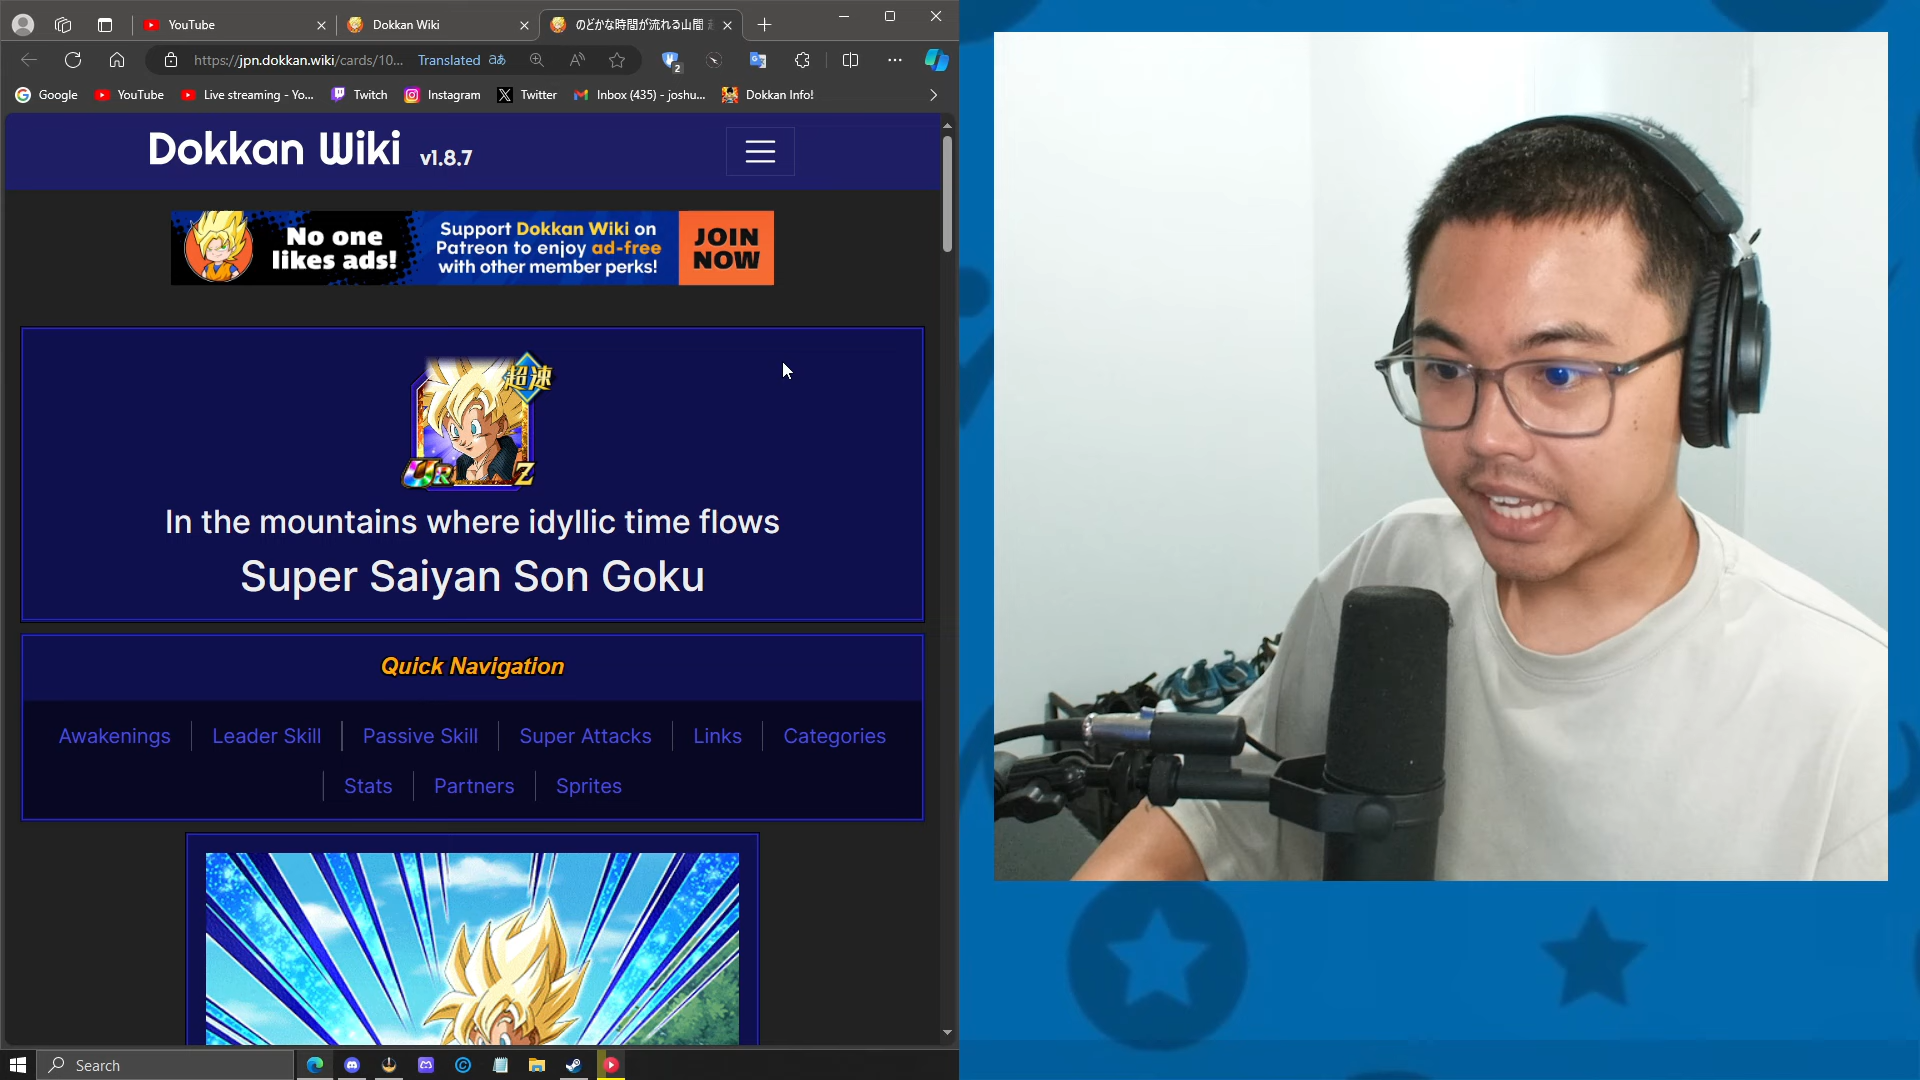 YouTube
Dokkan Wiki
のどかな時間が流れる山間
https://jpn.dokkan.wiki/cards/10...
Translated
Google
YouTube
Live streaming - Yo...
Twitch
Instagram
Twitter
Inbox (435) - joshu...
Dokkan Info!
Dokkan Wiki v1.8.7
No one
likes ads!
Support Dokkan Wiki on
Patreon to enjoy ad-free
with other member perks!
JOIN
NOW
超速
UR
Z
In the mountains where idyllic time flows
Super Saiyan Son Goku
Quick Navigation
Awakenings
Leader Skill
Passive Skill
Super Attacks
Links
Categories
Stats
Partners
Sprites
Search